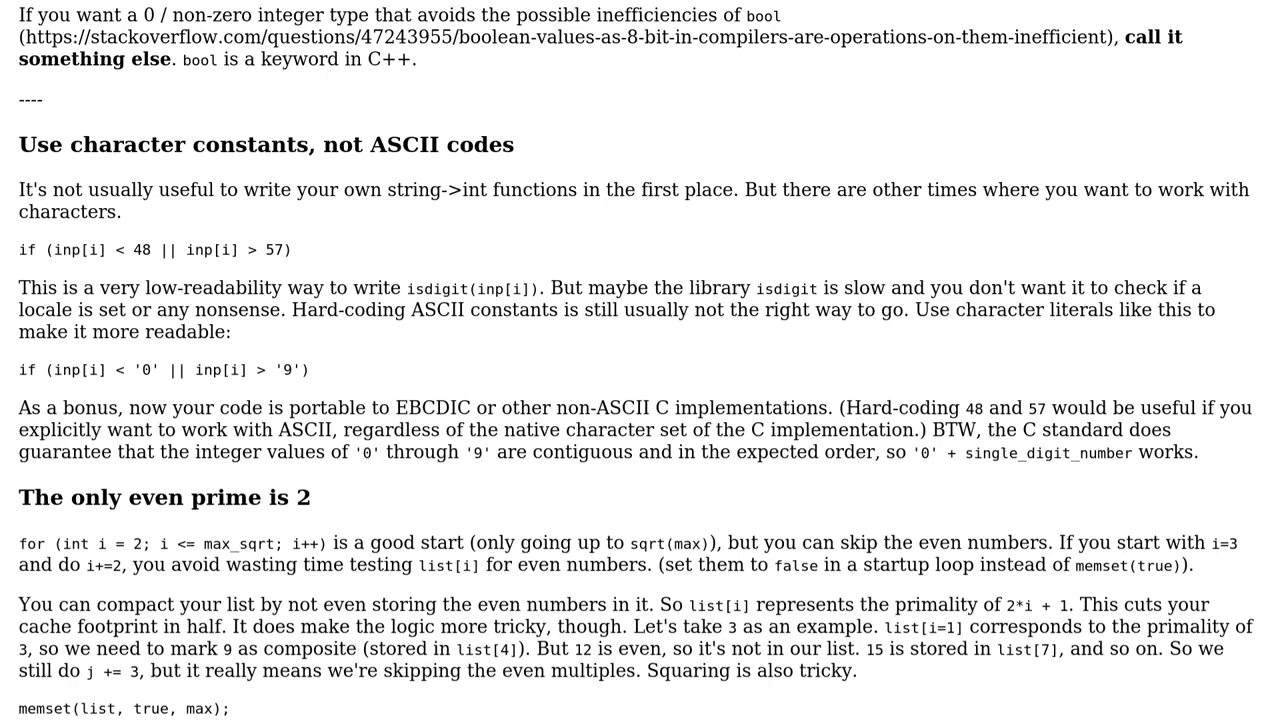 If you want a 0 / non-zero integer type that avoids the possible inefficiencies of bool
(https://stackoverflow.com/questions/47243955/boolean-values-as-8-bit-in-compilers-are-operations-on-them-inefficient), call it
something else. bool is a keyword in C++.
----
Use character constants, not ASCII codes
It's not usually useful to write your own string->int functions in the first place. But there are other times where you want to work with
characters.
if (inp[i] < 48 || inp[i] > 57)
This is a very low-readability way to write isdigit(inp[i]). But maybe the library isdigit is slow and you don't want it to check if a
locale is set or any nonsense. Hard-coding ASCII constants is still usually not the right way to go. Use character literals like this to
make it more readable:
if (inp[i] < '0' || inp[i] > '9')
As a bonus, now your code is portable to EBCDIC or other non-ASCII C implementations. (Hard-coding 48 and 57 would be useful if you
explicitly want to work with ASCII, regardless of the native character set of the C implementation.) BTW, the C standard does
guarantee that the integer values of '0' through '9' are contiguous and in the expected order, so '0' + single_digit_number works.
The only even prime is 2
for (int i = 2; i <= max_sqrt; i++) is a good start (only going up to sqrt(max)), but you can skip the even numbers. If you start with i=3
and do i+=2, you avoid wasting time testing list[i] for even numbers. (set them to false in a startup loop instead of memset(true)).
You can compact your list by not even storing the even numbers in it. So list[i] represents the primality of 2*i + 1. This cuts your
cache footprint in half. It does make the logic more tricky, though. Let's take 3 as an example. list[i=1] corresponds to the primality of
3, so we need to mark 9 as composite (stored in list[4]). But 12 is even, so it's not in our list. 15 is stored in list[7], and so on. So we
still do j += 3, but it really means we're skipping the even multiples. Squaring is also tricky.
memset(list, true, max);